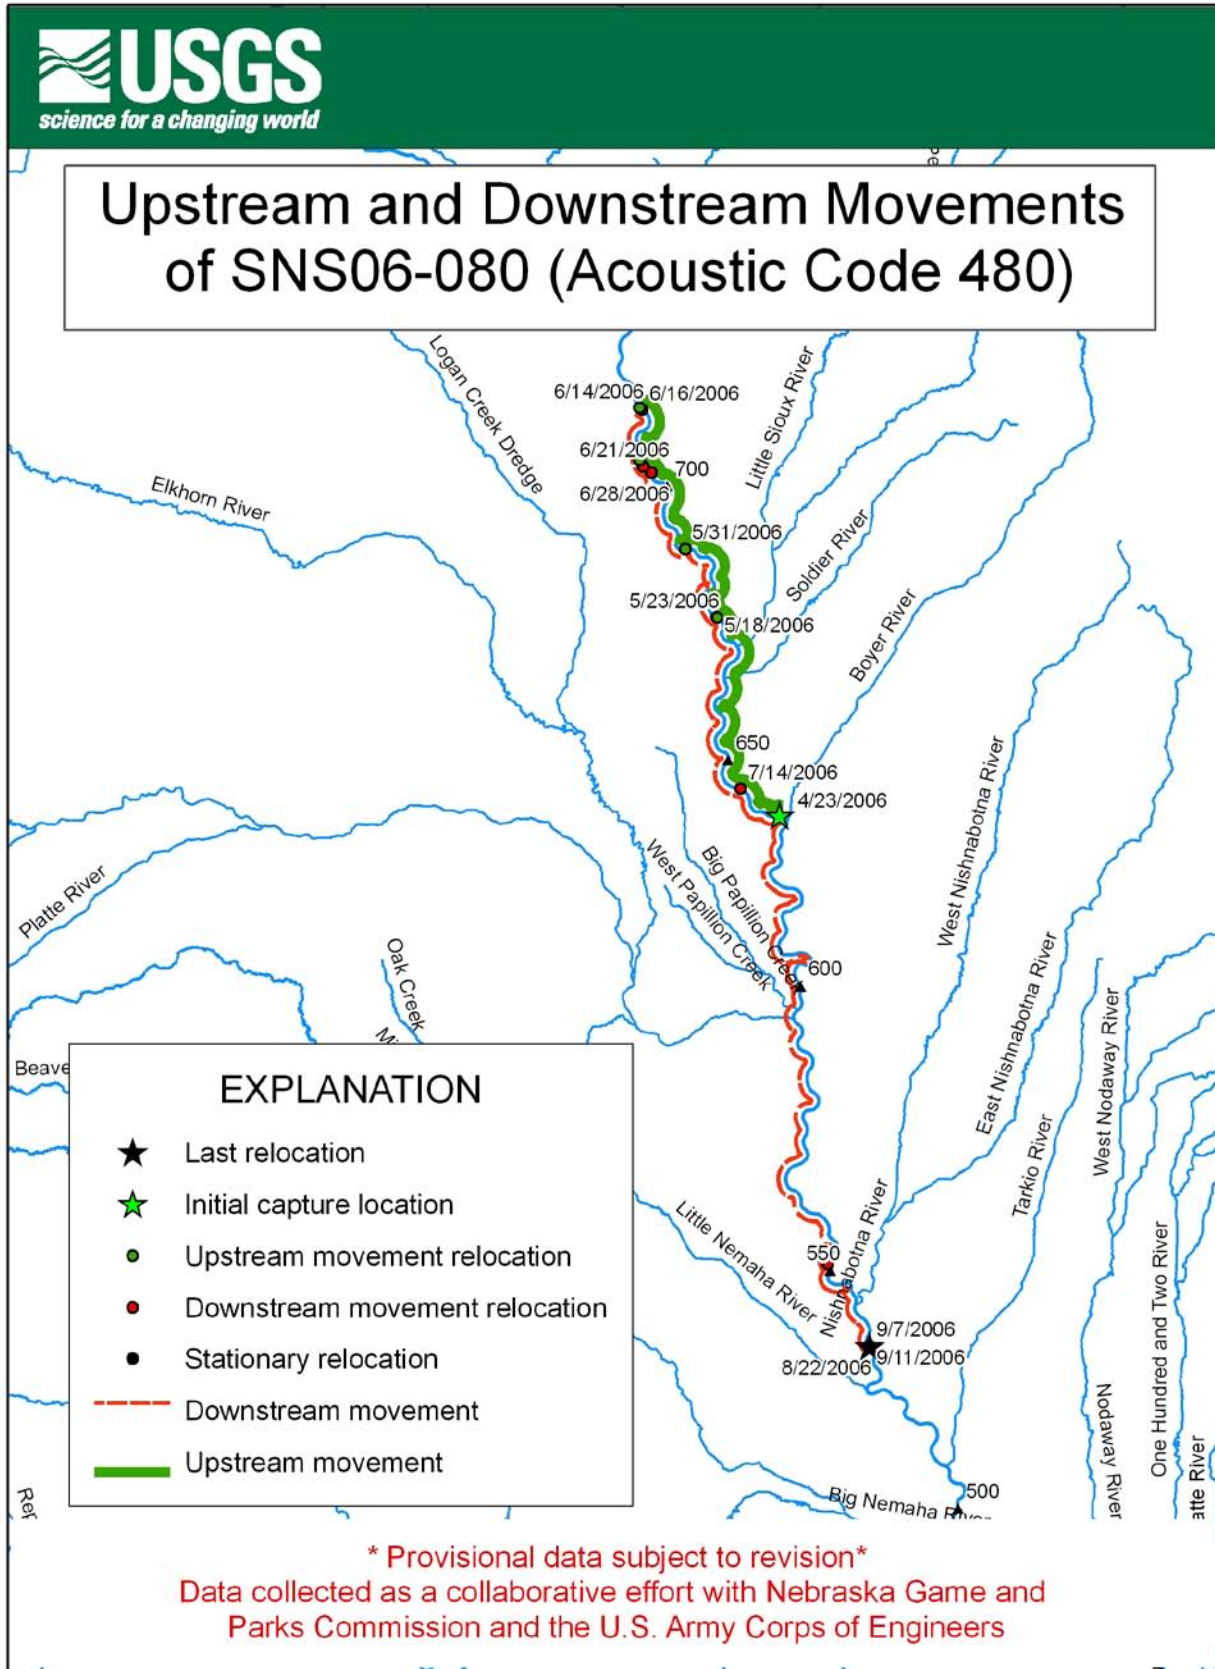 USGS
science for a changing world
Upstream and Downstream Movements
of SNS06-080 (Acoustic Code 480)
Logan Creek Dredge
6/14/2006
6/16/2006
Little Sioux River
6/21/2006
700
6/28/2006
Elkhorn River
5/31/2006
Soldier River
5/23/2006
5/18/2006
Boyer River
650
7/14/2006
4/23/2006
West Nishnabotna River
Big Papillion Creek
West Papillion Creek
Platte River
Oak Creek
600
East Nishnabotna River
West Nodaway River
Beave
Mi
Tarkio River
Little Nemaha River
Nishnabotna River
550
One Hundred and Two River
9/7/2006
8/22/2006
9/11/2006
Nodaway River
atte River
500
Big Nemaha River
EXPLANATION
Last relocation
Initial capture location
Upstream movement relocation
Downstream movement relocation
Stationary relocation
Downstream movement
Upstream movement
* Provisional data subject to revision*
Data collected as a collaborative effort with Nebraska Game and
Parks Commission and the U.S. Army Corps of Engineers